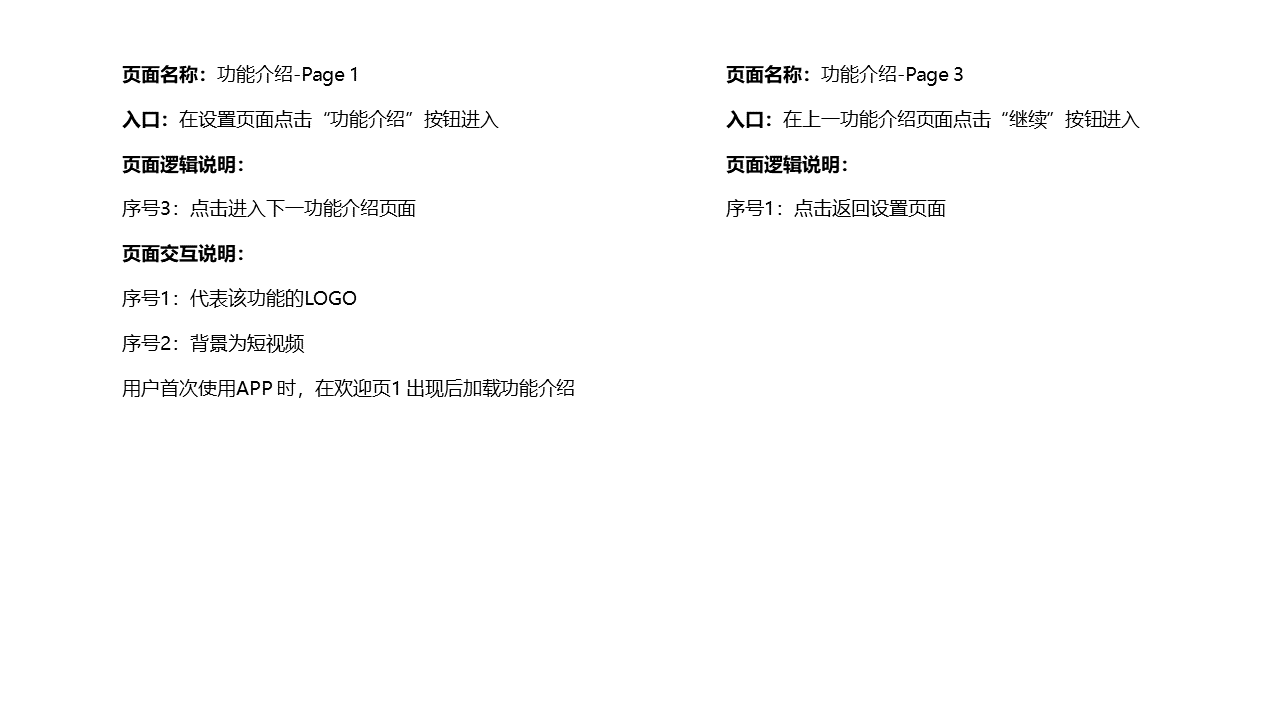 页面名称：功能介绍-Page 1
入口：在设置页面点击“功能介绍”按钮进入
页面逻辑说明：
序号3：点击进入下一功能介绍页面
页面交互说明：
序号1：代表该功能的LOGO
序号2：背景为短视频
用户首次使用APP 时，在欢迎页1 出现后加载功能介绍
页面名称：功能介绍-Page 3
入口：在上一功能介绍页面点击“继续”按钮进入
页面逻辑说明：
序号1：点击返回设置页面